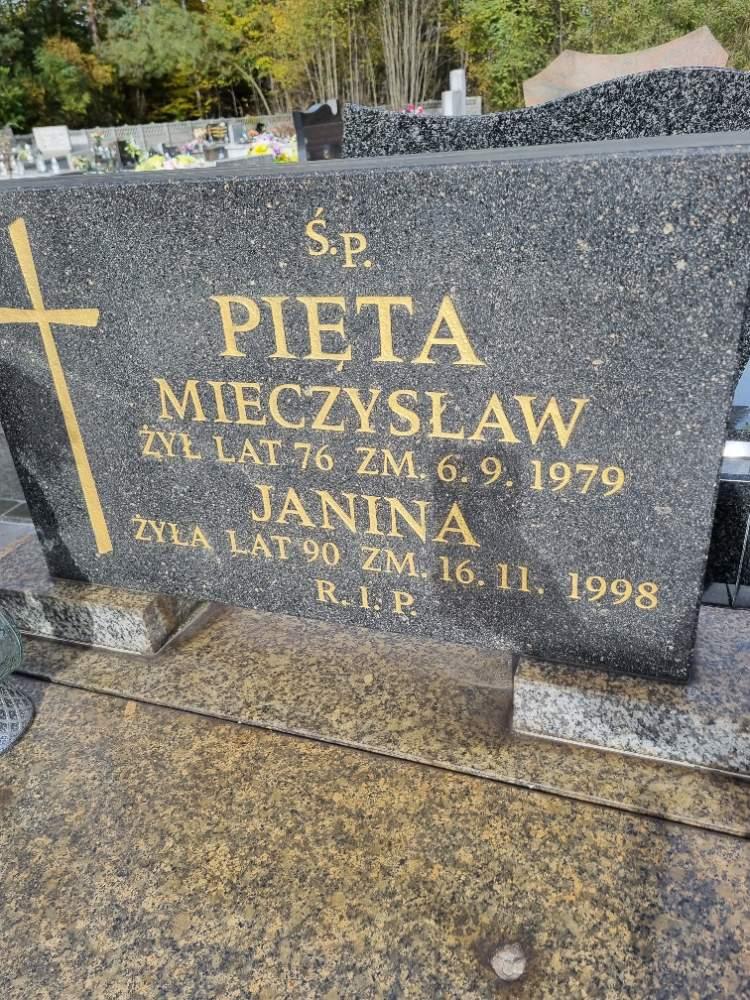 Ś.P.
PIĘTA
MIECZYSŁAW
ŻYŁ LAT 76 ZM. 6. 9. 1979
JANINA
ŻYŁA LAT 90 ZM. 16. 11. 1998
R. I. P.